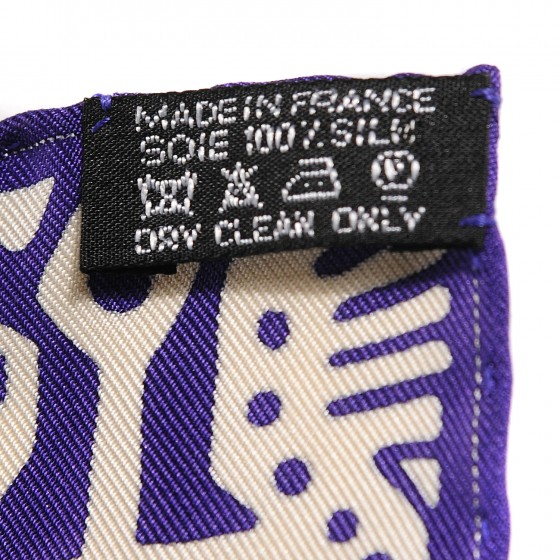 MADE IN FRANCE
SOIE 100% SILK
P
DRY CLEAN ONLY